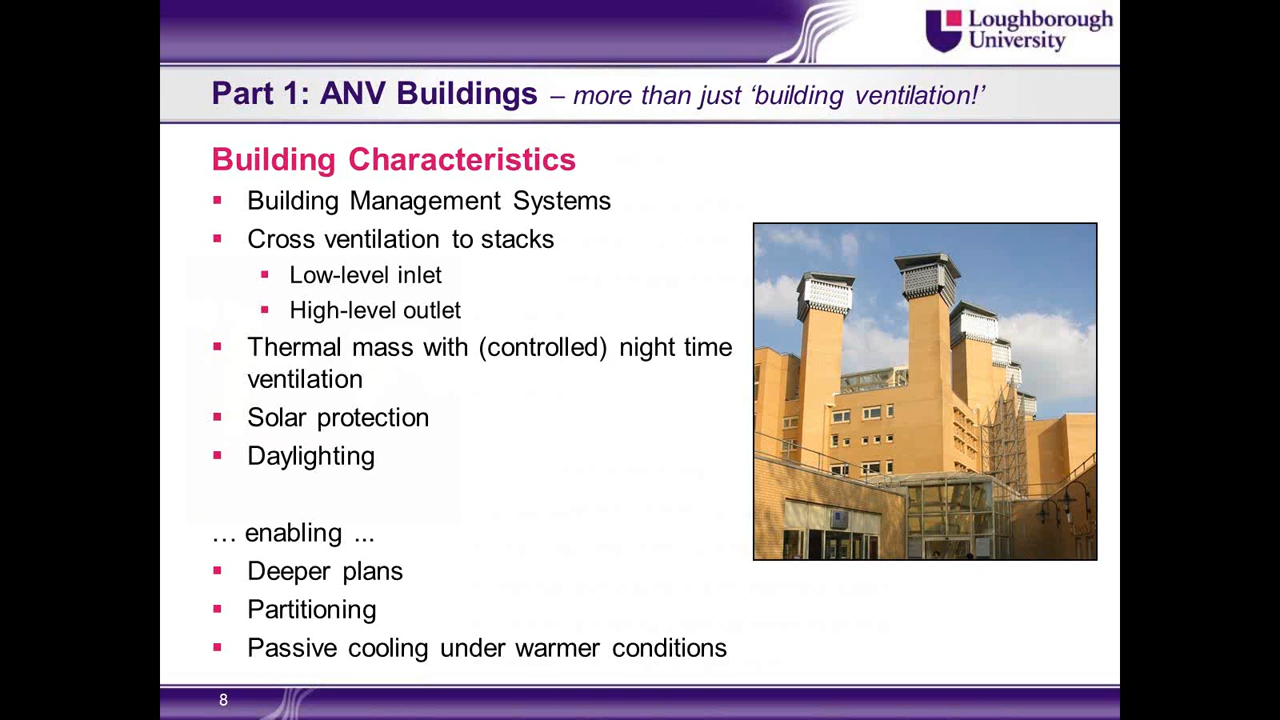 Loughborough
University
Part 1: ANV Buildings – more than just ‘building ventilation!’
Building Characteristics
Building Management Systems
Cross ventilation to stacks
Low-level inlet
High-level outlet
Thermal mass with (controlled) night time
ventilation
Solar protection
Daylighting
… enabling ...
Deeper plans
Partitioning
Passive cooling under warmer conditions
8